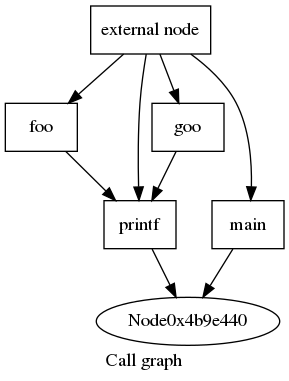 external node
foo
goo
printf
main
Node0x4b9e440
Call graph